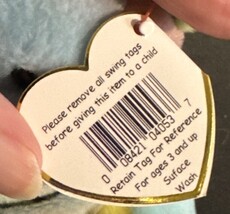 Please remove all swing tags
before giving this item to a child
0 08421 04053 7
Retain Tag For Reference
For ages 3 and up
Suface
Wash